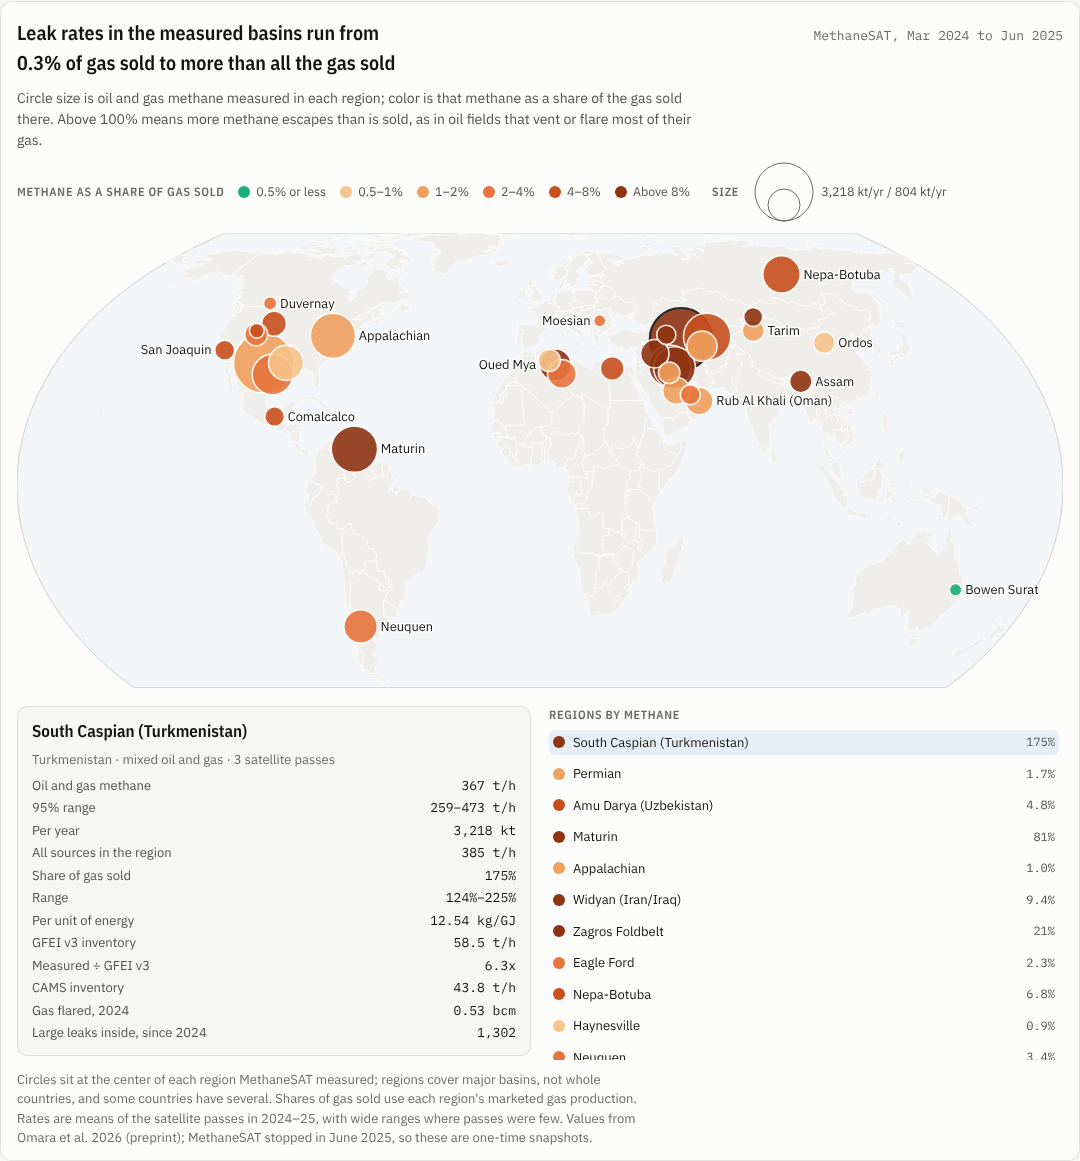 Leak rates in the measured basins run from
0.3% of gas sold to more than all the gas sold
MethaneSAT, Mar 2024 to Jun 2025
Circle size is oil and gas methane measured in each region; color is that methane as a share of the gas sold
there. Above 100% means more methane escapes than is sold, as in oil fields that vent or flare most of their
gas.
METHANE AS A SHARE OF GAS SOLD 0.5% or less 0.5–1% 1–2% 2–4% 4–8% Above 8% SIZE 3,218 kt/yr / 804 kt/yr
Nepa-Botuba
Duvernay
Moesian
Tarim
Appalachian
Ordos
San Joaquin
Oued Mya
Assam
Rub Al Khali (Oman)
Comalcalco
Maturin
Bowen Surat
Neuquen
South Caspian (Turkmenistan)
Turkmenistan · mixed oil and gas · 3 satellite passes
Oil and gas methane 367 t/h
95% range 259–473 t/h
Per year 3,218 kt
All sources in the region 385 t/h
Share of gas sold 175%
Range 124%–225%
Per unit of energy 12.54 kg/GJ
GFEI v3 inventory 58.5 t/h
Measured ÷ GFEI v3 6.3x
CAMS inventory 43.8 t/h
Gas flared, 2024 0.53 bcm
Large leaks inside, since 2024 1,302
REGIONS BY METHANE
South Caspian (Turkmenistan) 175%
Permian 1.7%
Amu Darya (Uzbekistan) 4.8%
Maturin 81%
Appalachian 1.0%
Widyan (Iran/Iraq) 9.4%
Zagros Foldbelt 21%
Eagle Ford 2.3%
Nepa-Botuba 6.8%
Haynesville 0.9%
Neuquen 3.4%
Circles sit at the center of each region MethaneSAT measured; regions cover major basins, not whole
countries, and some countries have several. Shares of gas sold use each region's marketed gas production.
Rates are means of the satellite passes in 2024–25, with wide ranges where passes were few. Values from
Omara et al. 2026 (preprint); MethaneSAT stopped in June 2025, so these are one-time snapshots.